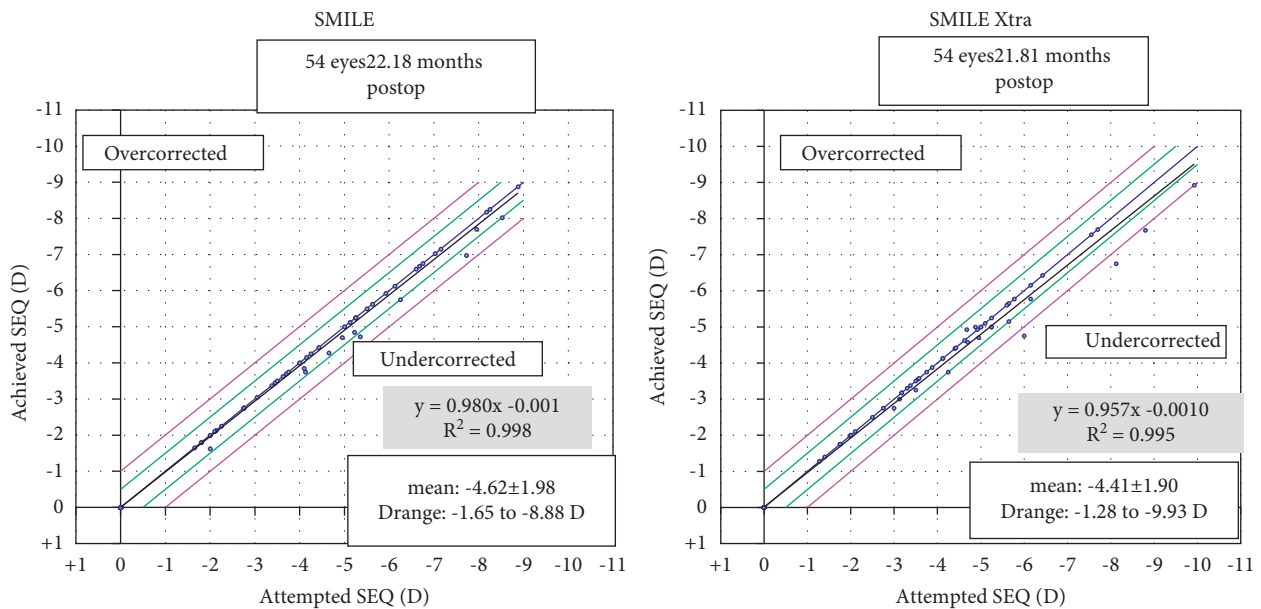 SMILE
54 eyes22.18 months
postop
-11
-10
-9
-8
-7
-6
-5
-4
-3
-2
-1
0
+1
Achieved SEQ (D)
Overcorrected
Undercorrected
y = 0.980x -0.001
R² = 0.998
mean: -4.62±1.98
Drange: -1.65 to -8.88 D
+1 0 -1 -2 -3 -4 -5 -6 -7 -8 -9 -10 -11
Attempted SEQ (D)
SMILE Xtra
54 eyes21.81 months
postop
-11
-10
-9
-8
-7
-6
-5
-4
-3
-2
-1
0
+1
Achieved SEQ (D)
Overcorrected
Undercorrected
y = 0.957x -0.0010
R² = 0.995
mean: -4.41±1.90
Drange: -1.28 to -9.93 D
+1 0 -1 -2 -3 -4 -5 -6 -7 -8 -9 -10 -11
Attempted SEQ (D)